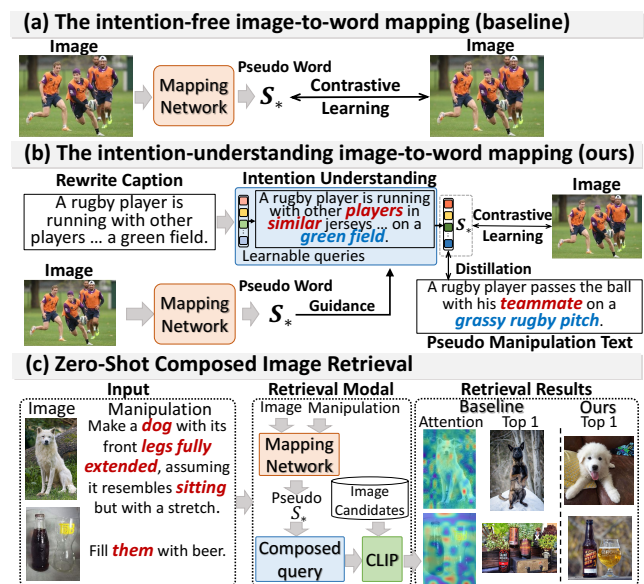 (a) The intention-free image-to-word mapping (baseline)
Image
Image
Mapping
Network
Pseudo Word
S*
Contrastive
Learning
(b) The intention-understanding image-to-word mapping (ours)
Rewrite Caption
A rugby player is
running with other
players ... a green field.
Intention Understanding
A rugby player is running
with other players in
similar jerseys ... on a
green field.
Learnable queries
S*
Contrastive
Learning
Image
Image
Mapping
Network
Pseudo Word
S*
Guidance
Distillation
A rugby player passes the ball
with his teammate on a
grassy rugby pitch.
Pseudo Manipulation Text
(c) Zero-Shot Composed Image Retrieval
Input
Image
Manipulation
Make a dog with its
front legs fully
extended, assuming
it resembles sitting
but with a stretch.
Fill them with beer.
Retrieval Modal
Image Manipulation
Mapping
Network
Pseudo
S*
Image
Candidates
Composed
query
CLIP
Retrieval Results
Baseline
Attention Top 1
Ours
Top 1